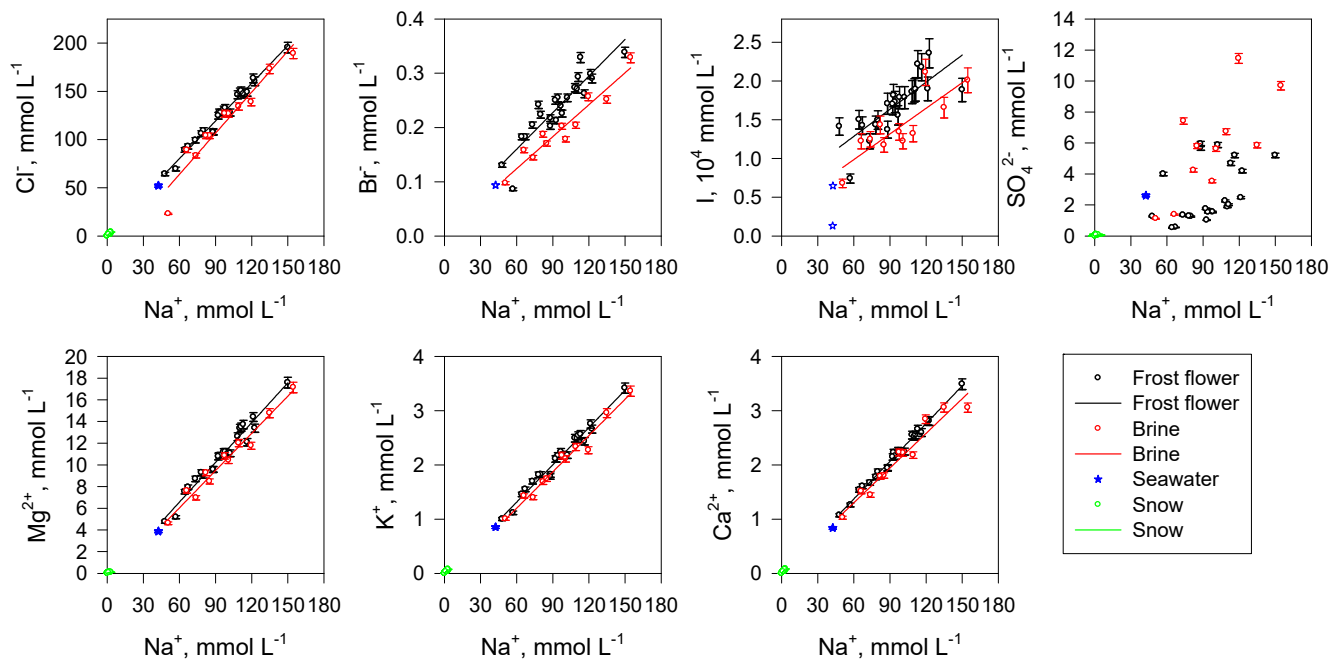 Cl⁻, mmol L⁻¹
200
150
100
50
0
0 30 60 90 120 150 180
Na⁺, mmol L⁻¹
Br⁻, mmol L⁻¹
0.4
0.3
0.2
0.1
0.0
0 30 60 90 120 150 180
Na⁺, mmol L⁻¹
I, 10⁴ mmol L⁻¹
2.5
2.0
1.5
1.0
0.5
0.0
0 30 60 90 120 150 180
Na⁺, mmol L⁻¹
SO₄²⁻, mmol L⁻¹
14
12
10
8
6
4
2
0
0 30 60 90 120 150 180
Na⁺, mmol L⁻¹
Mg²⁺, mmol L⁻¹
20
18
16
14
12
10
8
6
4
2
0
0 30 60 90 120 150 180
Na⁺, mmol L⁻¹
K⁺, mmol L⁻¹
4
3
2
1
0
0 30 60 90 120 150 180
Na⁺, mmol L⁻¹
Ca²⁺, mmol L⁻¹
4
3
2
1
0
0 30 60 90 120 150 180
Na⁺, mmol L⁻¹
Frost flower
Frost flower
Brine
Brine
Seawater
Snow
Snow